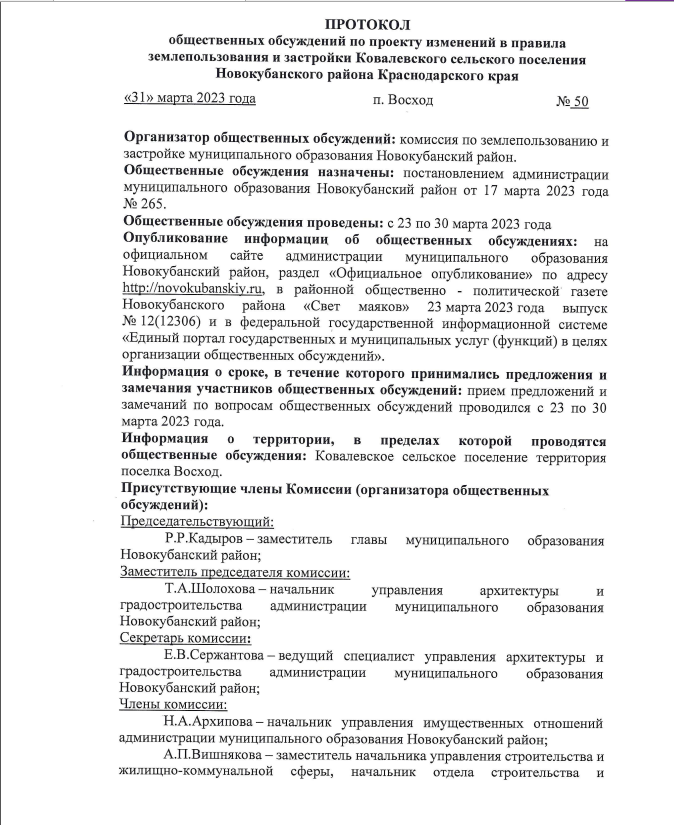 ПРОТОКОЛ
общественных обсуждений по проекту изменений в правила
землепользования и застройки Ковалевского сельского поселения
Новокубанского района Краснодарского края
«31» марта 2023 года п. Восход № 50
Организатор общественных обсуждений: комиссия по землепользованию и
застройке муниципального образования Новокубанский район.
Общественные обсуждения назначены: постановлением администрации
муниципального образования Новокубанский район от 17 марта 2023 года
№ 265.
Общественные обсуждения проведены: с 23 по 30 марта 2023 года
Опубликование информации об общественных обсуждениях: на
официальном сайте администрации муниципального образования
Новокубанский район, раздел «Официальное опубликование» по адресу
http://novokubanskiy.ru, в районной общественно - политической газете
Новокубанского района «Свет маяков» 23 марта 2023 года выпуск
№ 12(12306) и в федеральной государственной информационной системе
«Единый портал государственных и муниципальных услуг (функций) в целях
организации общественных обсуждений».
Информация о сроке, в течение которого принимались предложения и
замечания участников общественных обсуждений: прием предложений и
замечаний по вопросам общественных обсуждений проводился с 23 по 30
марта 2023 года.
Информация о территории, в пределах которой проводятся
общественные обсуждения: Ковалевское сельское поселение территория
поселка Восход.
Присутствующие члены Комиссии (организатора общественных
обсуждений):
Председательствующий:
Р.Р.Кадыров – заместитель главы муниципального образования
Новокубанский район;
Заместитель председателя комиссии:
Т.А.Шолохова – начальник управления архитектуры и
градостроительства администрации муниципального образования
Новокубанский район;
Секретарь комиссии:
Е.В.Сержантова – ведущий специалист управления архитектуры и
градостроительства администрации муниципального образования
Новокубанский район;
Члены комиссии:
Н.А.Архипова – начальник управления имущественных отношений
администрации муниципального образования Новокубанский район;
А.П.Вишнякова – заместитель начальника управления строительства и
жилищно-коммунальной сферы, начальник отдела строительства и